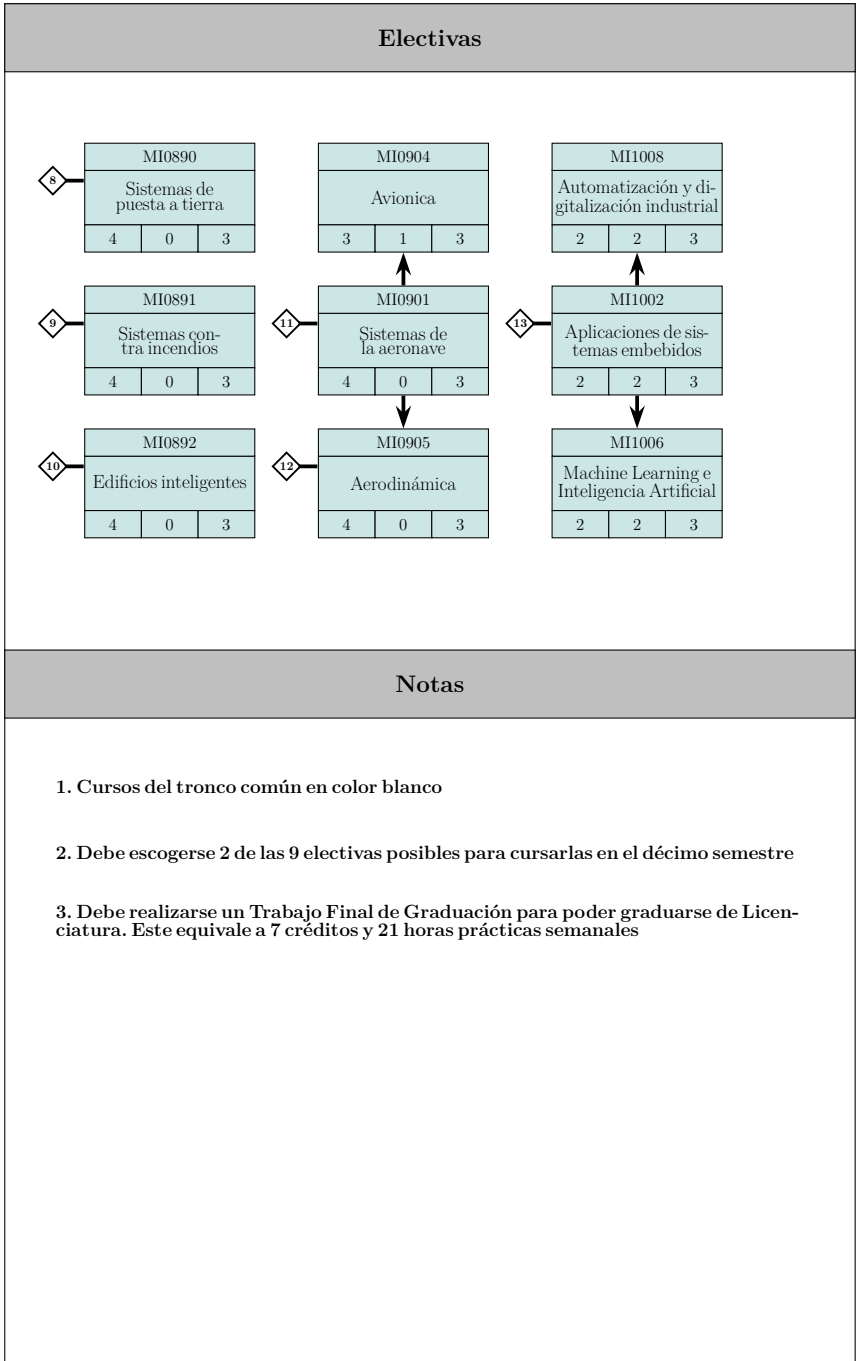 Electivas
MI0890
8
Sistemas de
puesta a tierra
4 0 3
MI0904
Avionica
3 1 3
MI1008
Automatización y di-
gitalización industrial
2 2 3
MI0891
9
Sistemas con-
tra incendios
4 0 3
MI0901
11
Sistemas de
la aeronave
4 0 3
MI1002
13
Aplicaciones de sis-
temas embebidos
2 2 3
MI0892
10
Edificios inteligentes
4 0 3
MI0905
12
Aerodinámica
4 0 3
MI1006
Machine Learning e
Inteligencia Artificial
2 2 3
Notas
1. Cursos del tronco común en color blanco
2. Debe escogerse 2 de las 9 electivas posibles para cursarlas en el décimo semestre
3. Debe realizarse un Trabajo Final de Graduación para poder graduarse de Licen-
ciatura. Este equivale a 7 créditos y 21 horas prácticas semanales